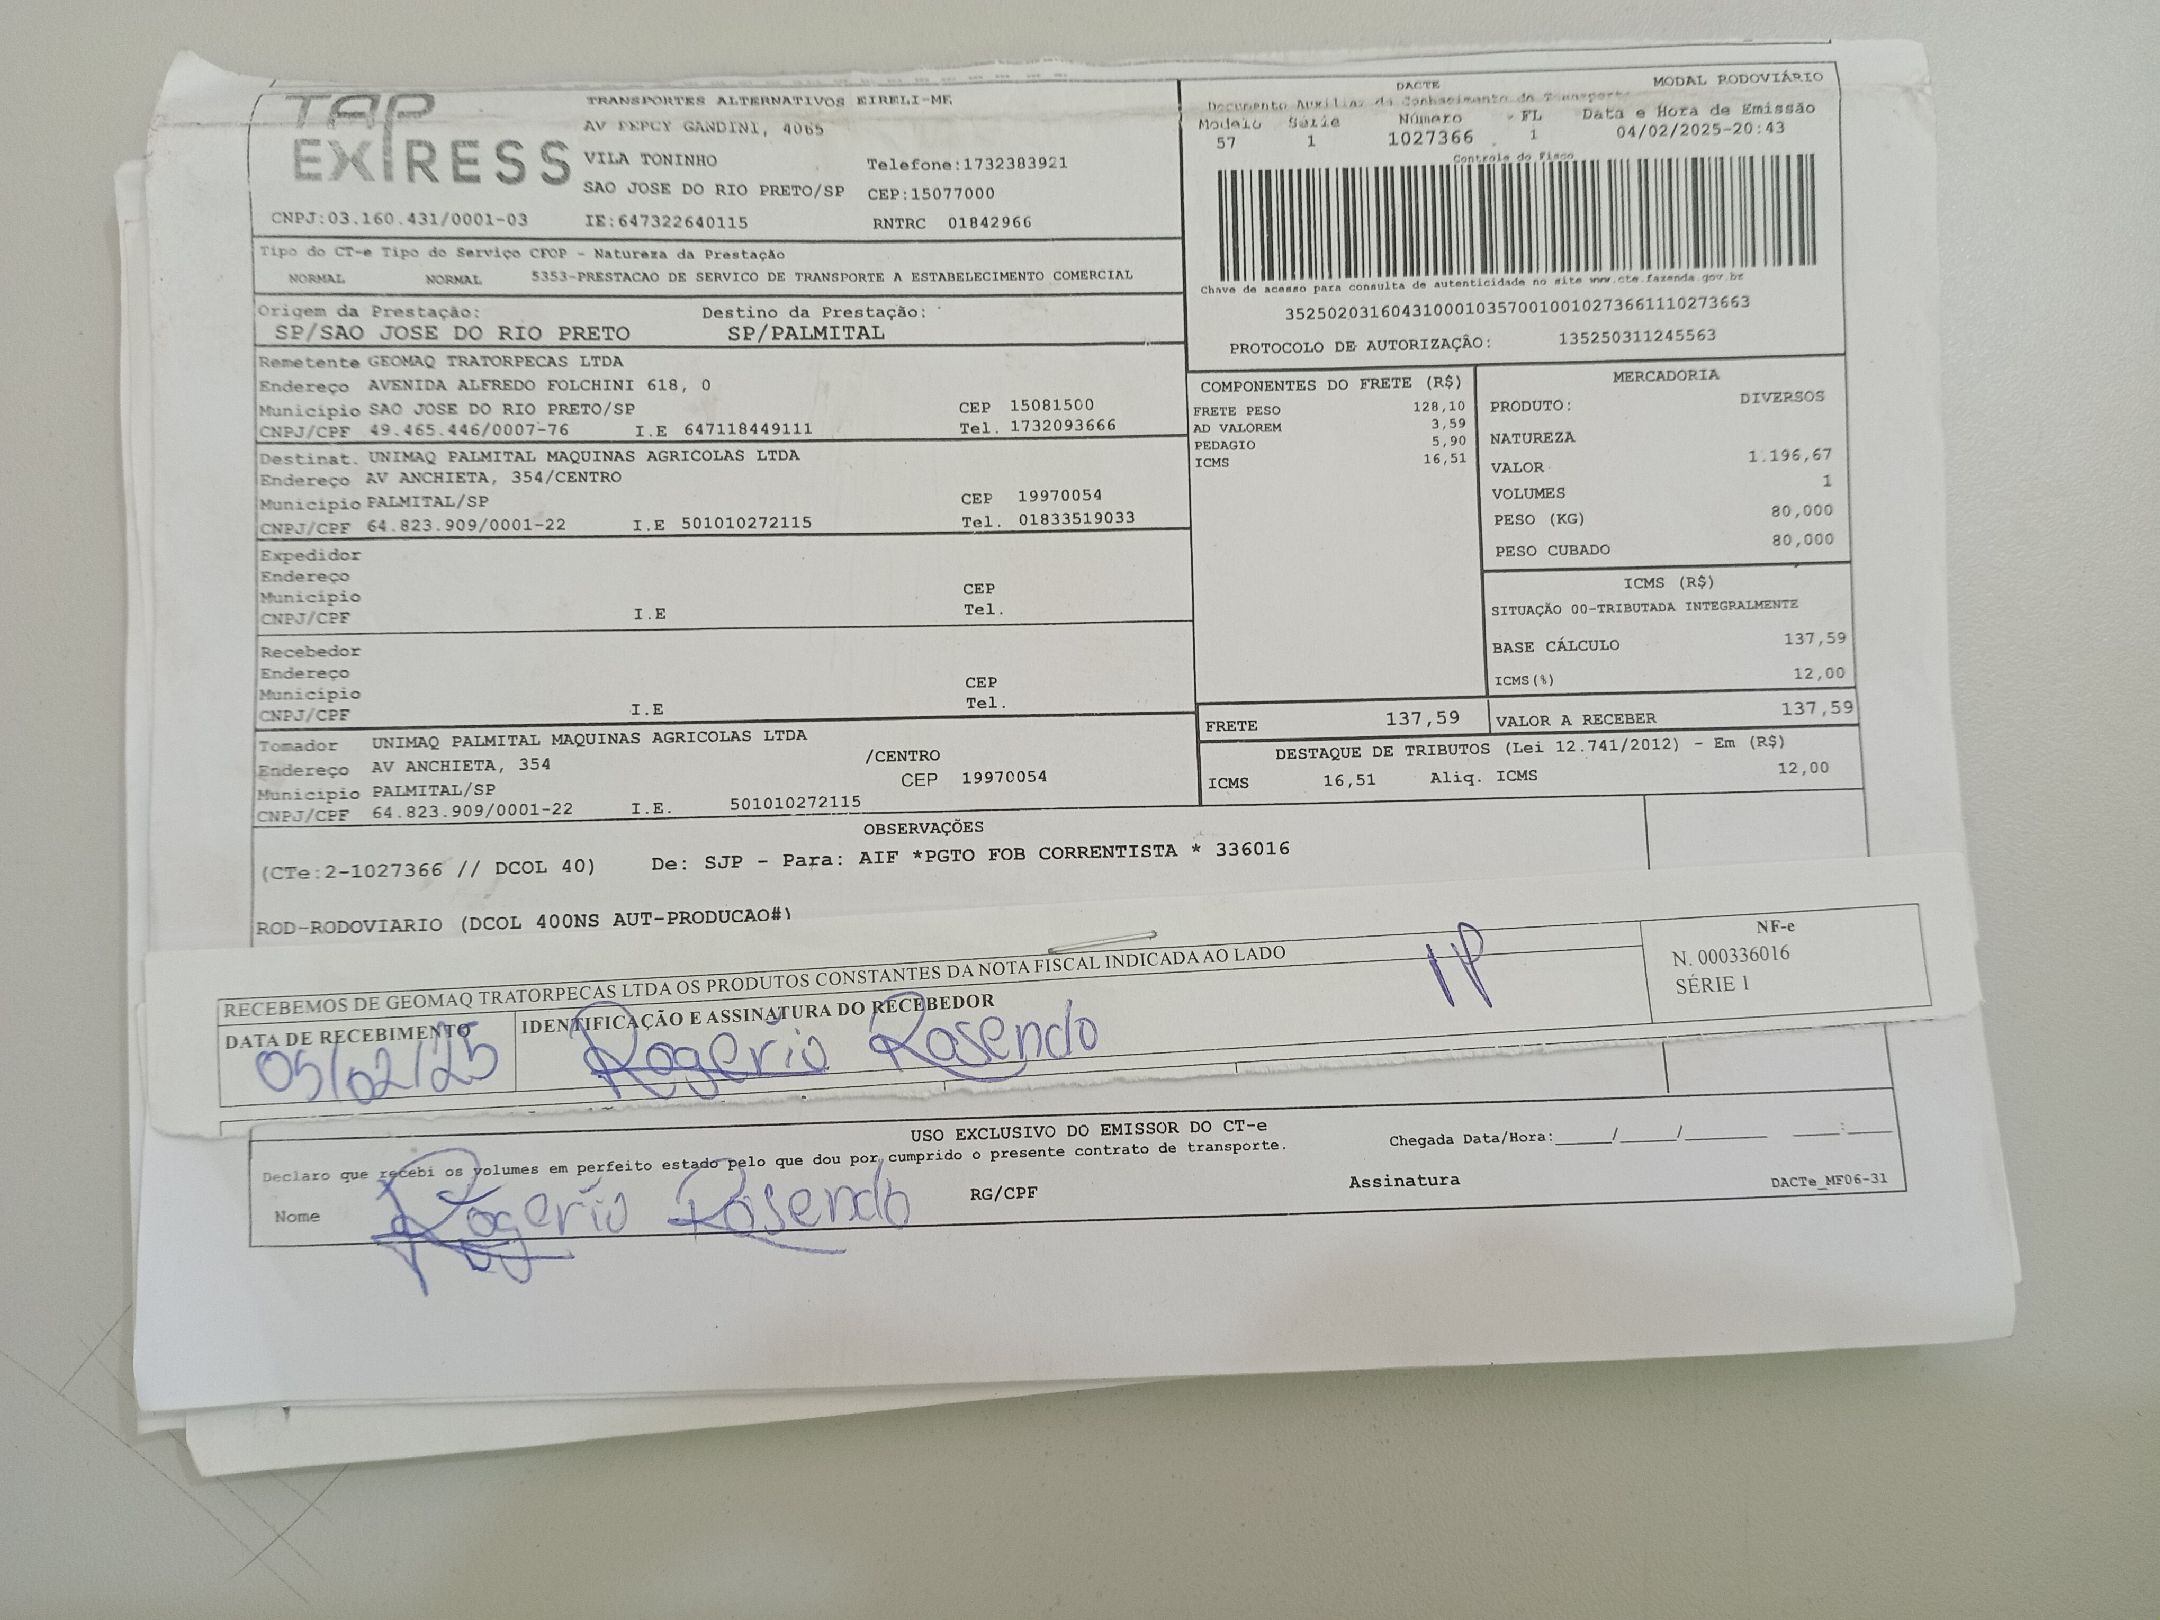 TAP
EXPRESS
CNPJ:03.160.431/0001-03
TRANSPORTES ALTERNATIVOS EIRELI-ME
AV PERCY GANDINI, 4065
VILA TONINHO Telefone:1732383921
SAO JOSE DO RIO PRETO/SP CEP:15077000
IE:647322640115 RNTRC 01842966
DACTE MODAL RODOVIÁRIO
Documento Auxiliar do Conhecimento de Transporte
Modelo Série Número FL Data e Hora de Emissão
57 1 1027366 1 04/02/2025-20:43
Controle do Fisco
Chave de acesso para consulta de autenticidade no site www.cte.fazenda.gov.br
35250203160431000103570010010273661110273663
PROTOCOLO DE AUTORIZAÇÃO: 135250311245563
Tipo do CT-e Tipo do Serviço CFOP - Natureza da Prestação
NORMAL NORMAL 5353-PRESTACAO DE SERVICO DE TRANSPORTE A ESTABELECIMENTO COMERCIAL
Origem da Prestação: Destino da Prestação:
SP/SAO JOSE DO RIO PRETO SP/PALMITAL
Remetente GEOMAQ TRATORPECAS LTDA
Endereço AVENIDA ALFREDO FOLCHINI 618, 0
Município SAO JOSE DO RIO PRETO/SP CEP 15081500
CNPJ/CPF 49.465.446/0007-76 I.E 647118449111 Tel. 1732093666
Destinat. UNIMAQ PALMITAL MAQUINAS AGRICOLAS LTDA
Endereço AV ANCHIETA, 354/CENTRO
Município PALMITAL/SP CEP 19970054
CNPJ/CPF 64.823.909/0001-22 I.E 501010272115 Tel. 01833519033
Expedidor
Endereço
Município CEP
CNPJ/CPF I.E Tel.
Recebedor
Endereço
Município CEP
CNPJ/CPF I.E Tel.
Tomador UNIMAQ PALMITAL MAQUINAS AGRICOLAS LTDA
Endereço AV ANCHIETA, 354 /CENTRO
Município PALMITAL/SP CEP 19970054
CNPJ/CPF 64.823.909/0001-22 I.E. 501010272115
COMPONENTES DO FRETE (R$)
FRETE PESO 128,10
AD VALOREM 3,59
PEDAGIO 5,90
ICMS 16,51
MERCADORIA
PRODUTO: DIVERSOS
NATUREZA
VALOR 1.196,67
VOLUMES 1
PESO (KG) 80,000
PESO CUBADO 80,000
ICMS (R$)
SITUAÇÃO 00-TRIBUTADA INTEGRALMENTE
BASE CÁLCULO 137,59
ICMS(%) 12,00
FRETE 137,59 VALOR A RECEBER 137,59
DESTAQUE DE TRIBUTOS (Lei 12.741/2012) - Em (R$)
ICMS 16,51 Aliq. ICMS 12,00
OBSERVAÇÕES
(CTe:2-1027366 // DCOL 40) De: SJP - Para: AIF *PGTO FOB CORRENTISTA * 336016
ROD-RODOVIARIO (DCOL 400NS AUT-PRODUCAO#)
RECEBEMOS DE GEOMAQ TRATORPECAS LTDA OS PRODUTOS CONSTANTES DA NOTA FISCAL INDICADA AO LADO
NF-e
N. 000336016
SÉRIE 1
DATA DE RECEBIMENTO IDENTIFICAÇÃO E ASSINATURA DO RECEBEDOR
05/02/25 Rogerio Rosendo
USO EXCLUSIVO DO EMISSOR DO CT-e
Declaro que recebi os volumes em perfeito estado pelo que dou por cumprido o presente contrato de transporte.
Chegada Data/Hora:_____/_____/_______ ____:____
Nome Rogerio Rosendo RG/CPF Assinatura DACTe_MF06-31